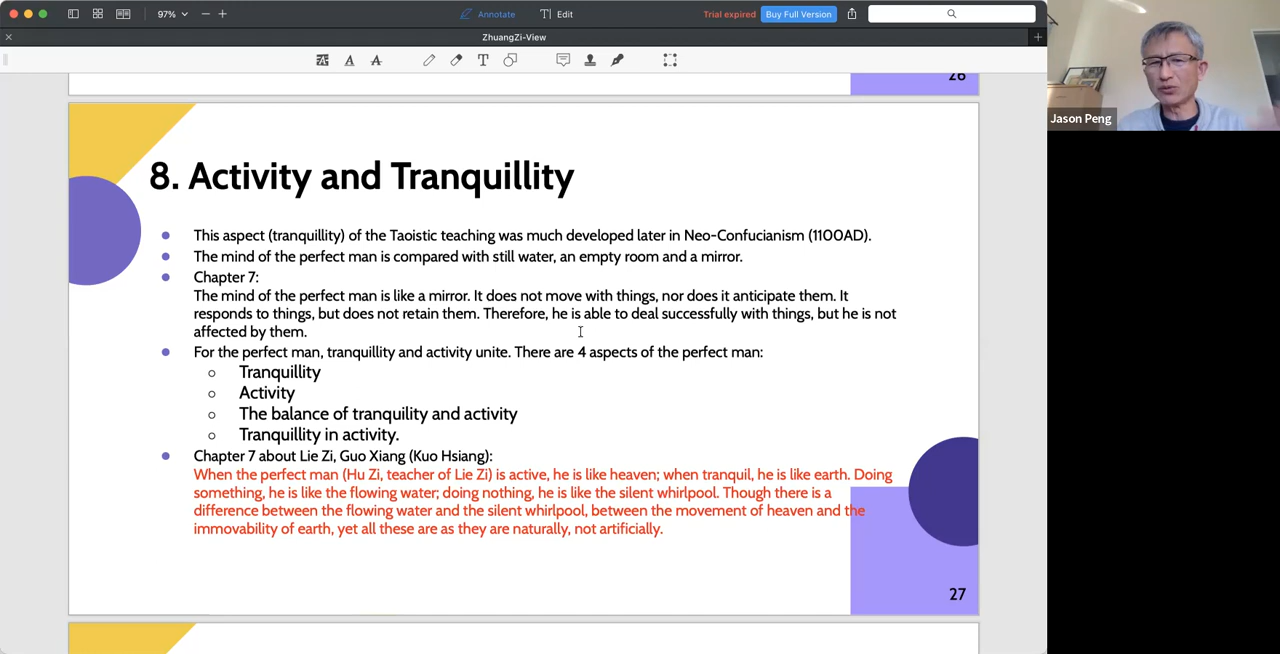 97%
Annotate
Edit
Trial expired
Buy Full Version
ZhuangZi-View
26
8. Activity and Tranquillity
This aspect (tranquillity) of the Taoistic teaching was much developed later in Neo-Confucianism (1100AD).
The mind of the perfect man is compared with still water, an empty room and a mirror.
Chapter 7:
The mind of the perfect man is like a mirror. It does not move with things, nor does it anticipate them. It
responds to things, but does not retain them. Therefore, he is able to deal successfully with things, but he is not
affected by them.
For the perfect man, tranquillity and activity unite. There are 4 aspects of the perfect man:
Tranquillity
Activity
The balance of tranquility and activity
Tranquillity in activity.
Chapter 7 about Lie Zi, Guo Xiang (Kuo Hsiang):
When the perfect man (Hu Zi, teacher of Lie Zi) is active, he is like heaven; when tranquil, he is like earth. Doing
something, he is like the flowing water; doing nothing, he is like the silent whirlpool. Though there is a
difference between the flowing water and the silent whirlpool, between the movement of heaven and the
immovability of earth, yet all these are as they are naturally, not artificially.
27
Jason Peng